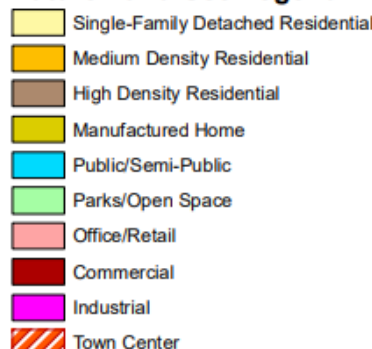 Single-Family Detached Residential
Medium Density Residential
High Density Residential
Manufactured Home
Public/Semi-Public
Parks/Open Space
Office/Retail
Commercial
Industrial
Town Center